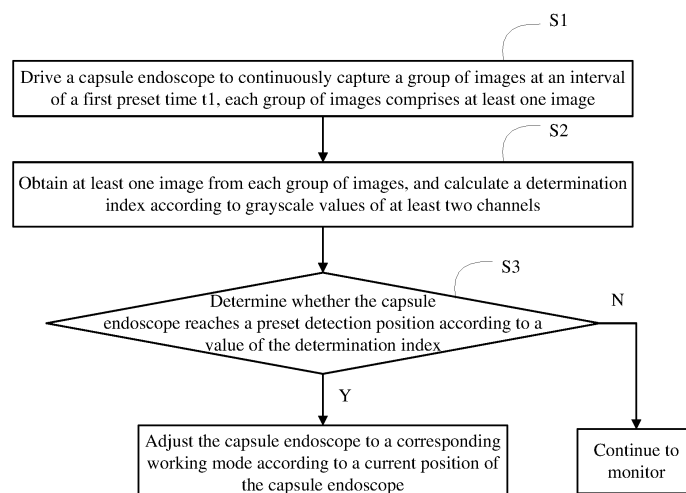 S1
Drive a capsule endoscope to continuously capture a group of images at an interval
of a first preset time t1, each group of images comprises at least one image
S2
Obtain at least one image from each group of images, and calculate a determination
index according to grayscale values of at least two channels
S3
Determine whether the capsule
endoscope reaches a preset detection position according to a
value of the determination index
N
Y
Adjust the capsule endoscope to a corresponding
working mode according to a current position of
the capsule endoscope
Continue to
monitor